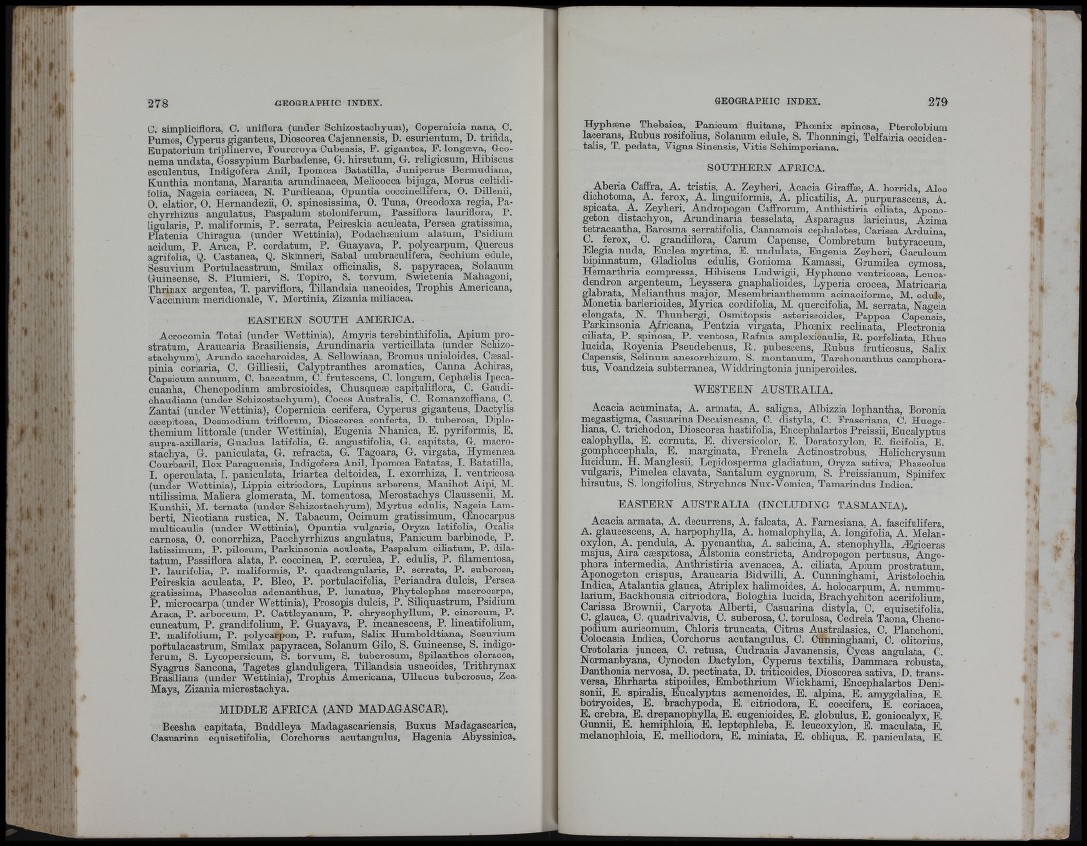 278
GEOGRAPHIC INDEX.
C. simpliciflora, C. uniflora (under Schizostachyum), Copernicia nana, C.
Pumos, Cyperus giganteus, Dioscorea Cajennensis, D. esurientum, D. trifida,
Eupatorium triplinerve, Fourcroya Cubensis, F. gigantea, F. longæva, Geo-
nema undata, Gossypium Barbadense, G. hirsutum, G. religiosum, Hibiscus
esculentus, Indigofera Anil, Ipomœa Batatilla, Juniperus Bermudiana,
Kunthia montana, Maranta arundinacea, Melicocca bijuga, Morus celtidi-
folia, Nageia coriacea, N. Purdieana, Opuntia coccinellifera, O. Dillenii,
O. elatior, O. Hernandezii, O. spinosissima, O. Tuna, Oreodoxa regia, Pa-
chyrrhizus angulatus, Paspalum stoloniferum, Passiflora lauriflora, P.
ligularis, P. maliformis, P. serrata, Peireskia aculeata, Persea gratissima,
Platenia Chiragua (under Wettinia), Podachænium alatum, Psidium
acidum, P. Araca, P. cordatum, P. Guayava, P. polycarpum, Quercus
agrifolia, Q. Castanea, Q. Skinneri, Sabal umbraculifera, Sechium edule,
Sesuvium Portulacastrum, Smilax officinalis, S. papyracea, Solanum
Guinsense, S. Plumieri, S. Topiro, S. torvum, Swietenia Mahagoni,
Thrinax argentea, T. parviflora, Tillandsia usneoides, Trophis Americana,
Vaccinium meridionale, V. Mortinia, Zizania miliacea.
EASTERN SOUTH AMERICA.
Acrocomia Totai (under Wettinia), Amyris terebinthifolia, Apium pro-
stratum, Araucaria Brasiliensis, Arundinaria verticillata (under Schizo-
stachyum), Arundo saccharoides, A. Sellowiana, Bromus unioloides, Cæsal-
pinia coriaria, C. Gilliesii, Calyptranthes aromatica, Canna Achiras,
Capsicum annuum, C. baccatum, C. frutescens, C. longum, Cephælis Ipeca-
cuanha, Chenopodium ambrosioides, Chusqueæ capituliflora, C. Gaudi-
chaudiana (under Schizostachyum), Cocos Australis, C. Romanzoffiana, C.
Zantai (under Wettinia), Copernicia cerifera, Cyperus giganteus, Dactylis
cæspitosa, Desmodium triflorum, Dioscorea conferta, D. tuberosa, Diplo-
themium littorale (under Wettinia), Eugenia Nhanica, E. pyriformis, E.
supra-axillaris, Guadua latifolia, G. angustifolia, G. capitata, G. macro-
stachya, G. paniculata, G. refracta, G. Tagoara, G. virgata, Hymenæa
Courbaril, Ilex Paraguensis, Indigofera Anil, Ipomœa Batatas, I. Batatilla,
I. operculata, I. paniculata, Iriartea deltoidea, I. exorrhiza, I. ventricosa
(under Wettinia), Lippia citriodora, Lupinus arboreus, Manihot Aipi, M.
utilissima, Maliera glomerata, M. tomentosa, Merostachys Claussenii, M.
Kunthii, M. ternata (under Schizostachyum), Myrtus edulis, Nageia Lam-
berti, Nicotiana rustica, N. Tabacum, Ocimum gratissimum, Œnocarpus
multicaulis (under Wettinia), Opuntia vulgaris, Oryza latifolia, Oxalis
carnosa, O. conorrhiza, Pacchyrrhizus angulatus, Panicum barbinode, P.
latissimum, P. pilosum, Parkinsonia aculeata, Paspalum ciliatum, P. dila-
tatum, Passiflora alata, P. coccinea, P. cœrulea, P. edulis, P. filamentosa,
P. laurifolia, P. maliformis, P. quadrangularis, P. serrata, P. suberosa,
Peireskia aculeata, P. Bleo, P. portulacifolia, Periandra dulcis, Persea
gratissima, Phaseolus adenanthus, P. lunatus, Phytelephas macrocarpa,
P. microcarpa (under Wettinia), Prosopis dulcis, P. Siliquastrum, Psidium
Araca, P. arboreum, P. Cattleyanum, P. chrysophyllum, P. cinereum, P.
cuneatum, P. grandifolium, P. Guayava, P. incanescens, P. lineatifolium,
P. malifolium, P. polycarpon, P. rufum, Salix Humboldtiana, Sesuvium
portulacastrum, Smilax papyracea, Solanum Gilo, S. Guineense, S. indigo-
ferum, S. Lycopersicum, S. torvum, S. tuberosum, Spilanthes oleracea,
Syagrus Sancona, Tagetes glanduligera, Tillandsia usneoides, Trithrynax
Brasiliana (under Wettinia), Trophis Americana, Ullucus tuberosus, Zea
Mays, Zizania microstachya.
MIDDLE AFRICA (AND MADAGASCAR).
Beesha capitata, Buddleya Madagascariensis, Buxus Madagascarica,
Casuarina equisetifolia, Corchorus acutangulus, Hagenia Abyssinica,
GEOGRAPHIC INDEX.
279
Hyphæne Thebaica, Panicum fluitans, Phœnix spinosa, Pterolobium
lacerans, Rubus rosifolius, Solanum edule, S. Thonningi, Telfairia occiden-
talis, T. pedata, Vigna Sinensis, Vitis Schimperiana.
SOUTHERN AFRICA.
Aberia Caffra, A. tristis, A. Zeyheri, Acacia Giraffæ, A. horrida, Aloe
dichotoma, A. ferox, A. linguiformis, A. plicatilis, A. purpurascens, A.
spicata, A. Zeyheri, Andropogon Caffrorum, Anthistiria ciliata, Apono-
geton distachyon, Arundinaria tesselata, Asparagus laricinus, Azima
tetracantha, Barosma serratifolia, Cannamois cephalotes, Carissa Arduina,
C. ferox, C. grandiflora, Carum Capense, Combretum butyraceum,
Elegia nuda, Euclea myrtina, E. undulata, Eugenia Zeyheri, Garuleum
bipinnatum, Gladiolus edulis, Gonioma Kamassi, Grumilea cymosa,
Hemarthria compressa, Hibiscus Ludwigii, Hyphæne ventricosa, Leuca-
dendron argenteum, Leyssera gnaphalioides, Lyperia crocea, Matricaria
glabrata, Melianthus major, Mesembrianthemum acinaciforme, M. edule,
Monetia barlerioides, Myrica cordifolia, M. quercifolia, M. serrata, Nageia
elongata, N. Thunbergi, Osmitopsis asteriscoides, Pappea Capensis,
Parkinsonia Africana, Pentzia virgata, Phœnix reclinata, Plectronia
ciliata, P. spinosa, P. ventosa, Rafnia amplexicaulis, R. perfoliata, Rhus
lucida, Royenia Pseudebenus, R. pubescens, Rubus fruticosus, Salix
Capensis, Selinum anesorrhizum, S. montanum, Tarchonanthus camphora-
tus, Voandzeia subterranea, Widdringtonia juniperoides.
WESTERN AUSTRALIA.
Acacia acuminata, A. armata, A. saligna, Albizzia lophantha, Boronia
megastigma, Casuarina Decaisneana, C. distyla, C. Fraseriana, C. Huege-
liana, C. trichodon, Dioscorea hastifolia, Encephalartos Preissii, Eucalyptus
calophylla, E. cornuta, E. diversicolor, E. Doratoxylon, E. ficifolia, E.
gomphocephala, E. marginata, Frenela Actinostrobus, Helichrysum
lucidum, H. Manglesii, Lepidosperma gladiatum, Oryza sativa, Phaseolus
vulgaris, Pimelea clavata, Santalum cygnorum, S. Preissianum, Spinifex
hirsutus, S. longifolius, Strychnos Nux-Vomica, Tamarindus Indica.
EASTERN AUSTRALIA (INCLUDING TASMANIA).
Acacia armata, A. decurrens, A. falcata, A. Farnesiana, A. fasciculifera,
A. glaucescens, A. harpophylla, A. homalophylla, A. longifolia, A. Melan-
oxylon, A. pendula, A. pycnantha, A. salicina, A. stenophylla, Ægiceras
majus, Aira cæspitosa, Alstonia constricta, Andropogon pertusus, Ango-
phora intermedia, Anthristiria avenacea, A. ciliata, Apium prostratum,
Aponogeton crispus, Araucaria Bidwilli, A. Cunninghami, Aristolochia
Indica, Atalantia glauca, Atriplex halimoides, A. holocarpum, A. nummu-
larium, Backhousia citriodora, Bologhia lucida, Brachychiton acerifolium,
Carissa Brownii, Caryota Alberti, Casuarina distyla, C. equisetifolia,
C. glauca, C. quadrivalvis, C. suberosa, C. torulosa, Cedrela Taona, Cheno-
podium auricomum, Chloris truncata, Citrus Australasica, C. Planchoni,
Colocasia Indica, Corchorus acutangulus, C. Cunninghami, C. olitorius,
Crotolaria juncea, C. retusa, Cudrania Javanensis, Cycas angulata, C.
Normanbyana, Cynodon Dactylon, Cyperus textilis, Dammara robusta,
Danthonia nervosa, D. pectinata, D. triticoides, Dioscorea sativa, D. trans-
versa, Ehrharta stipoides, Embothrium Wickhami, Encephalartos Deni-
sonii, E. spiralis, Eucalyptus acmenoides, E. alpina, E. amygdalina, E.
botryoides, E. brachypoda, E. citriodora, E. coccifera, E. coriacea,
E. crebra, E. drepanophylla, E. eugenioides, E. globulus, E. goniocalyx, E.
Gunnii, E. hemiphloia, E. leptophleba, E. leucoxylon, E. maculata, E.
melanophloia, E. melliodora, E. miniata, E. obliqua, E. paniculata, E.